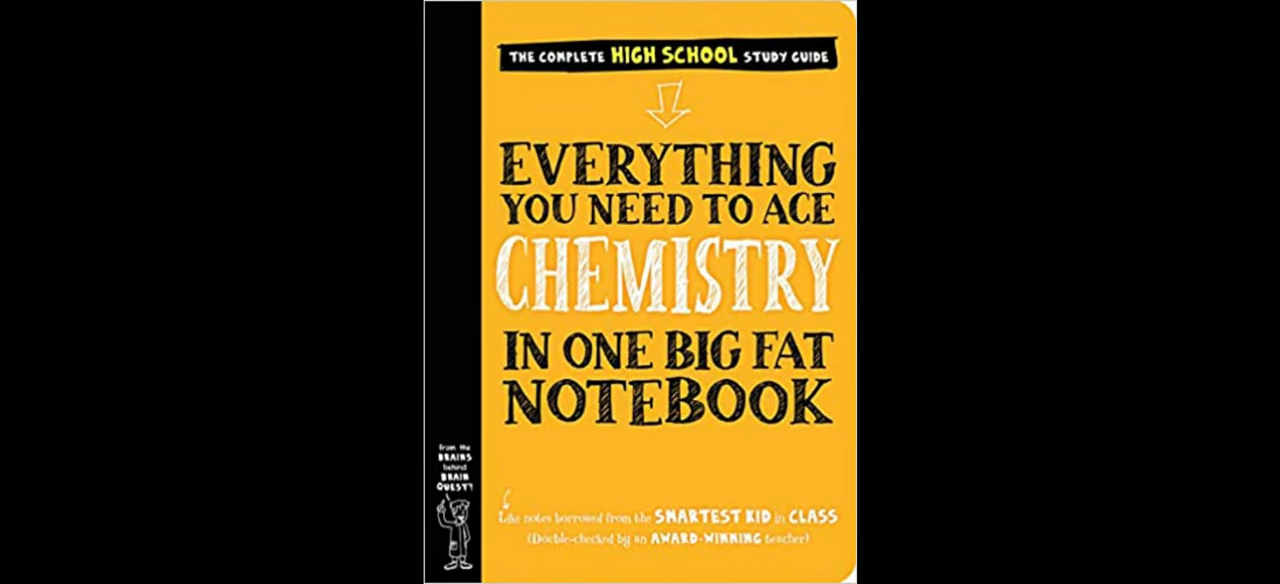 THE COMPLETE HIGH SCHOOL STUDY GUIDE
EVERYTHING
YOU NEED TO ACE
CHEMISTRY
IN ONE BIG FAT
NOTEBOOK
from the
BRAINS
behind
BRAIN
QUEST!
Like notes borrowed from the SMARTEST KID in CLASS
(Double-checked by an AWARD-WINNING teacher)